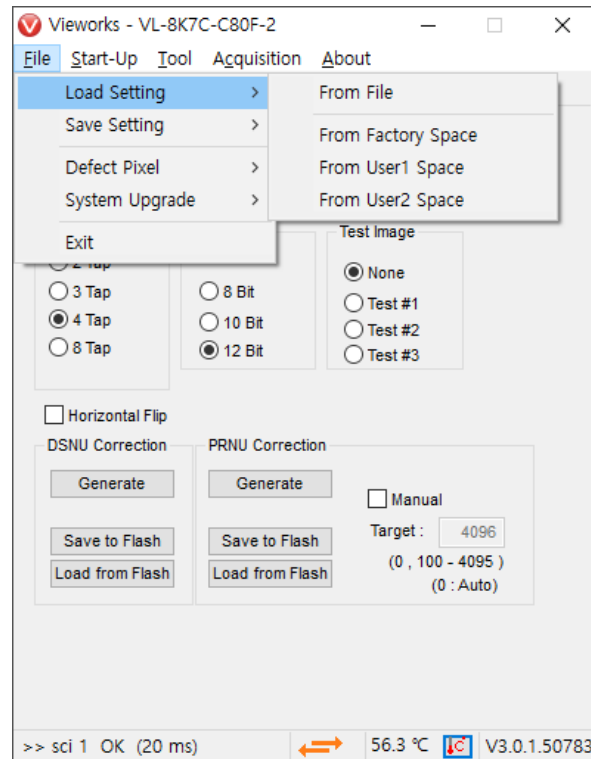 Vieworks - VL-8K7C-C80F-2
File Start-Up Tool Acquisition About
Load Setting >
Save Setting >
Defect Pixel >
System Upgrade >
Exit
From File
From Factory Space
From User1 Space
From User2 Space
3 Tap
4 Tap
8 Tap
8 Bit
10 Bit
12 Bit
Test Image
None
Test #1
Test #2
Test #3
Horizontal Flip
DSNU Correction
Generate
Save to Flash
Load from Flash
PRNU Correction
Generate
Save to Flash
Load from Flash
Manual
Target : 4096
(0 , 100 - 4095 )
(0 : Auto)
>> sci 1 OK (20 ms) 56.3 ℃ V3.0.1.50783